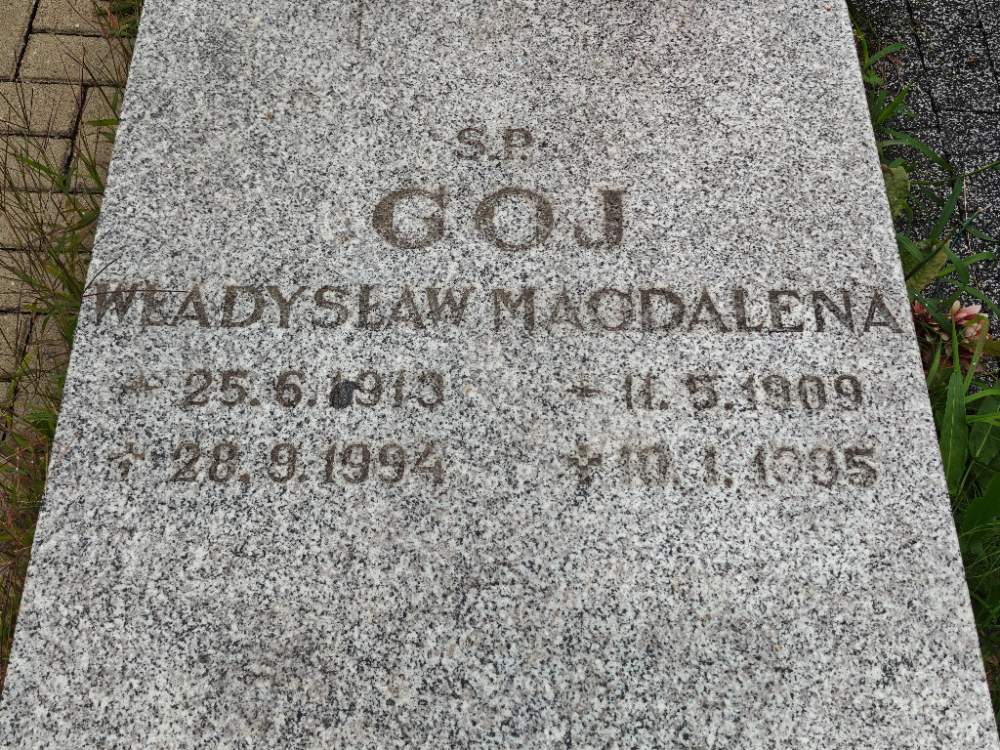 S.P.
GOJ
WŁADYSŁAW MAGDALENA
* 25.6.1913 * 11.5.1909
† 28.9.1994 † 10.1.1995